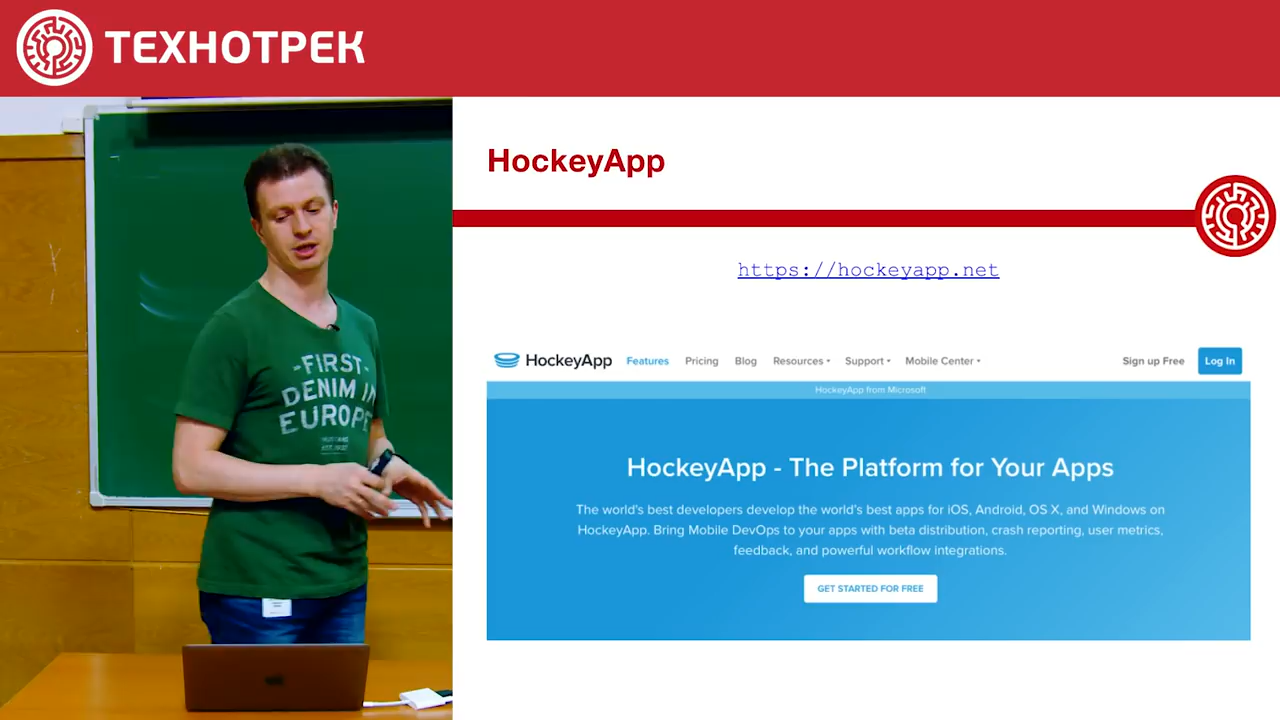 ТЕХНОТРЕК
HockeyApp
https://hockeyapp.net
HockeyApp Features Pricing Blog Resources Support Mobile Center Sign up Free Log In
HockeyApp from Microsoft
HockeyApp - The Platform for Your Apps
The world's best developers develop the world's best apps for iOS, Android, OS X, and Windows on
HockeyApp. Bring Mobile DevOps to your apps with beta distribution, crash reporting, user metrics,
feedback, and powerful workflow integrations.
GET STARTED FOR FREE
-FIRST-
DENIM IN
EUROPE